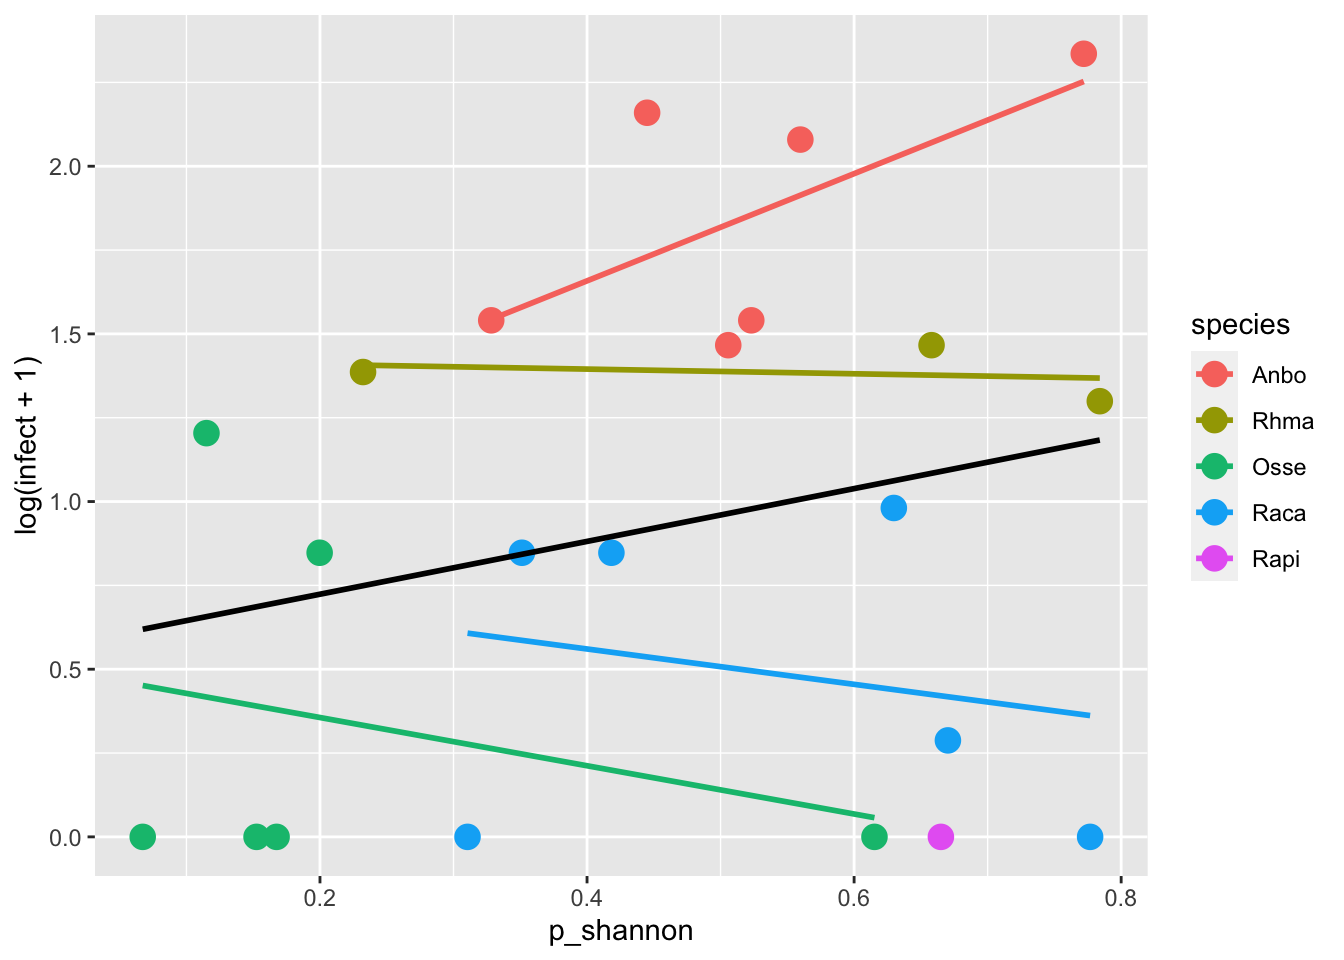 log(infect + 1)
2.0
1.5
1.0
0.5
0.0
0.2
0.4
0.6
0.8
p_shannon
species
Anbo
Rhma
Osse
Raca
Rapi